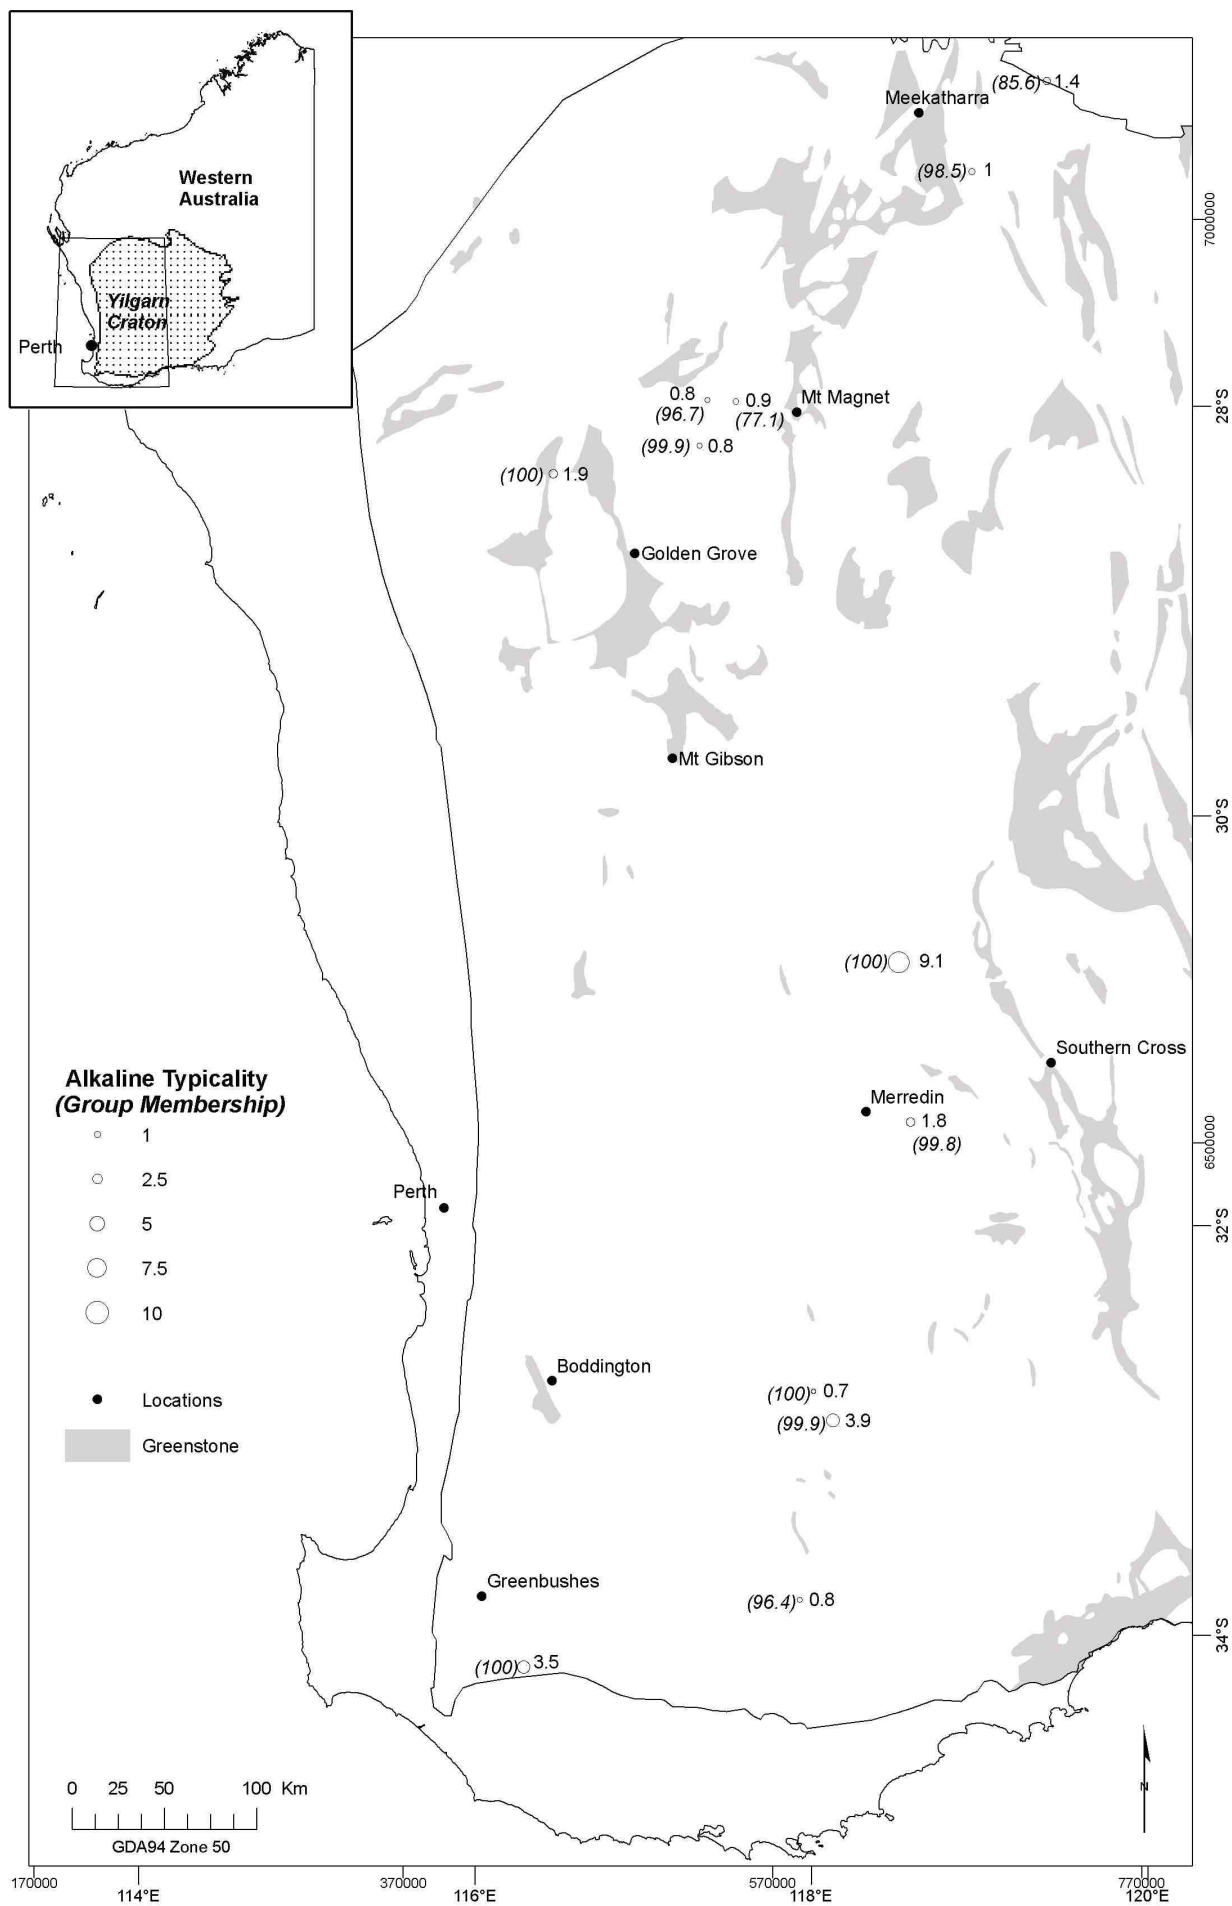 Western
Australia
Yilgarn
Craton
Perth
(85.6) 1.4
Meekatharra
(98.5) 1
7000000
0.8
(96.7)
0.9
(77.1)
Mt Magnet
28°S
(99.9) 0.8
(100) 1.9
Golden Grove
Mt Gibson
30°S
(100) 9.1
Southern Cross
Merredin
1.8
(99.8)
6500000
Alkaline Typicality
(Group Membership)
1
2.5
5
7.5
10
Locations
Greenstone
Perth
32°S
Boddington
(100) 0.7
(99.9) 3.9
Greenbushes
(96.4) 0.8
34°S
(100) 3.5
0 25 50 100 Km
GDA94 Zone 50
N
170000 370000 570000 770000
114°E 116°E 118°E 120°E